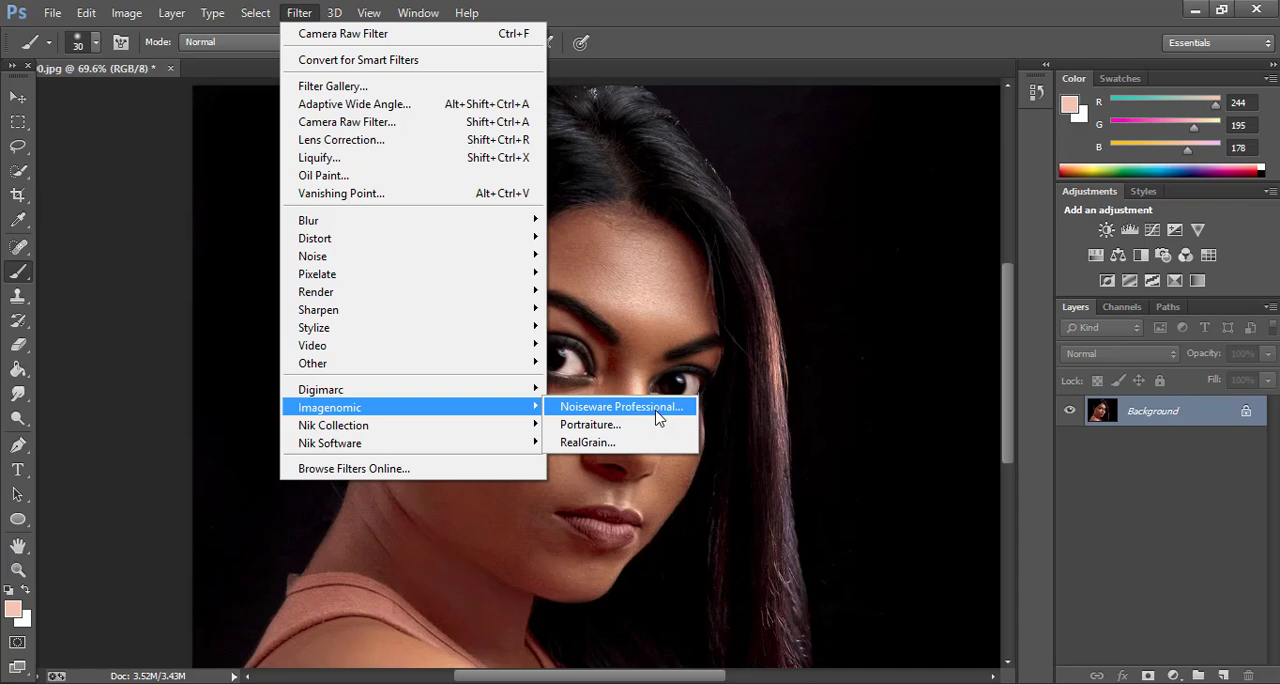 Ps File Edit Image Layer Type Select Filter 3D View Window Help
30 Mode: Normal Essentials
0.jpg @ 69.6% (RGB/8) * ×
Camera Raw Filter Ctrl+F
Convert for Smart Filters
Filter Gallery...
Adaptive Wide Angle... Alt+Shift+Ctrl+A
Camera Raw Filter... Shift+Ctrl+A
Lens Correction... Shift+Ctrl+R
Liquify... Shift+Ctrl+X
Oil Paint...
Vanishing Point... Alt+Ctrl+V
Blur
Distort
Noise
Pixelate
Render
Sharpen
Stylize
Video
Other
Digimarc
Imagenomic
Nik Collection
Nik Software
Browse Filters Online...
Noiseware Professional...
Portraiture...
RealGrain...
Color Swatches
R 244
G 195
B 178
Adjustments Styles
Add an adjustment
Layers Channels Paths
Kind
Normal Opacity: 100%
Lock: Fill: 100%
Background
Doc: 3.52M/3.43M